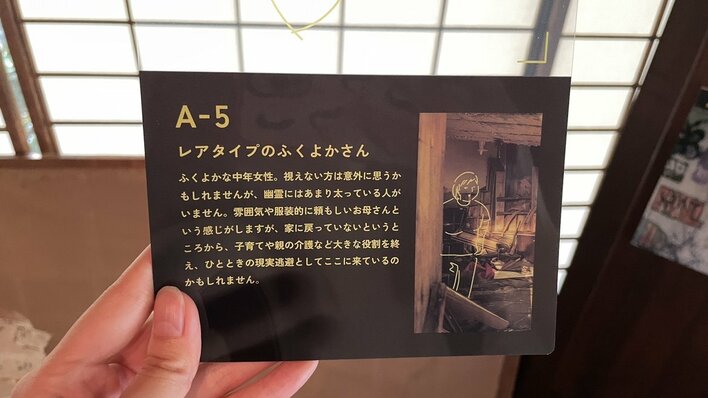 A-5
レアタイプのふくよかさん
ふくよかな中年女性。視えない方は意外に思うか
もしれませんが、幽霊にはあまり太っている人が
いません。雰囲気や服装的に頼もしいお母さんと
いう感じがしますが、家に戻っていないというと
ころから、子育てや親の介護など大きな役割を終
え、ひとときの現実逃避としてここに来ているの
かもしれません。